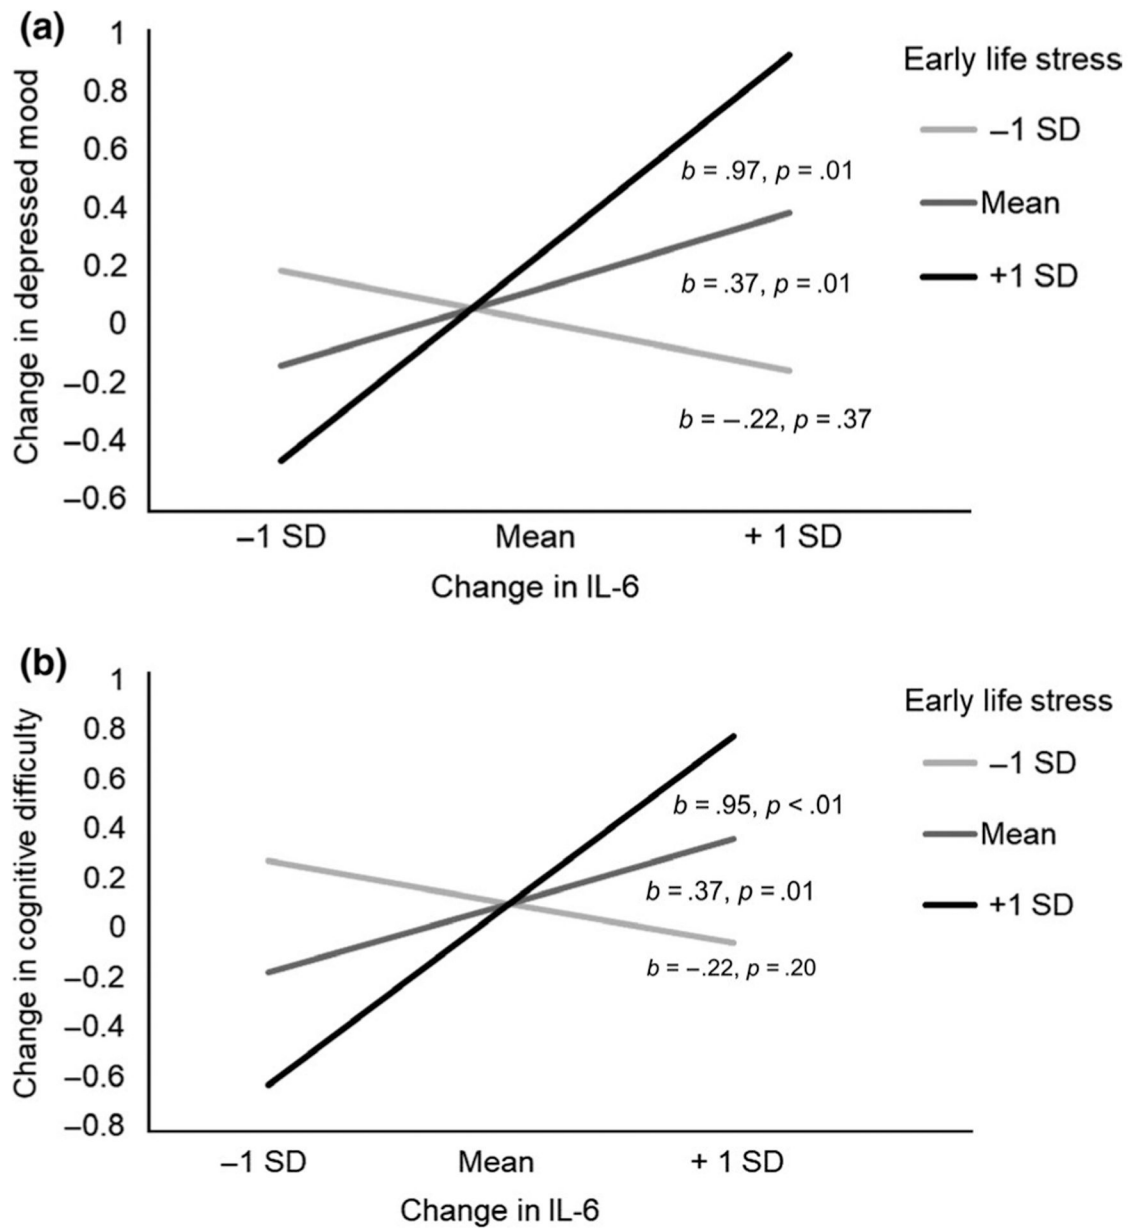 (a)
Change in depressed mood
1
0.8
0.6
0.4
0.2
0
–0.2
–0.4
–0.6
–1 SD Mean + 1 SD
Change in IL-6
b = .97, p = .01
b = .37, p = .01
b = –.22, p = .37
Early life stress
–1 SD
Mean
+1 SD
(b)
Change in cognitive difficulty
1
0.8
0.6
0.4
0.2
0
–0.2
–0.4
–0.6
–0.8
–1 SD Mean + 1 SD
Change in IL-6
b = .95, p < .01
b = .37, p = .01
b = –.22, p = .20
Early life stress
–1 SD
Mean
+1 SD